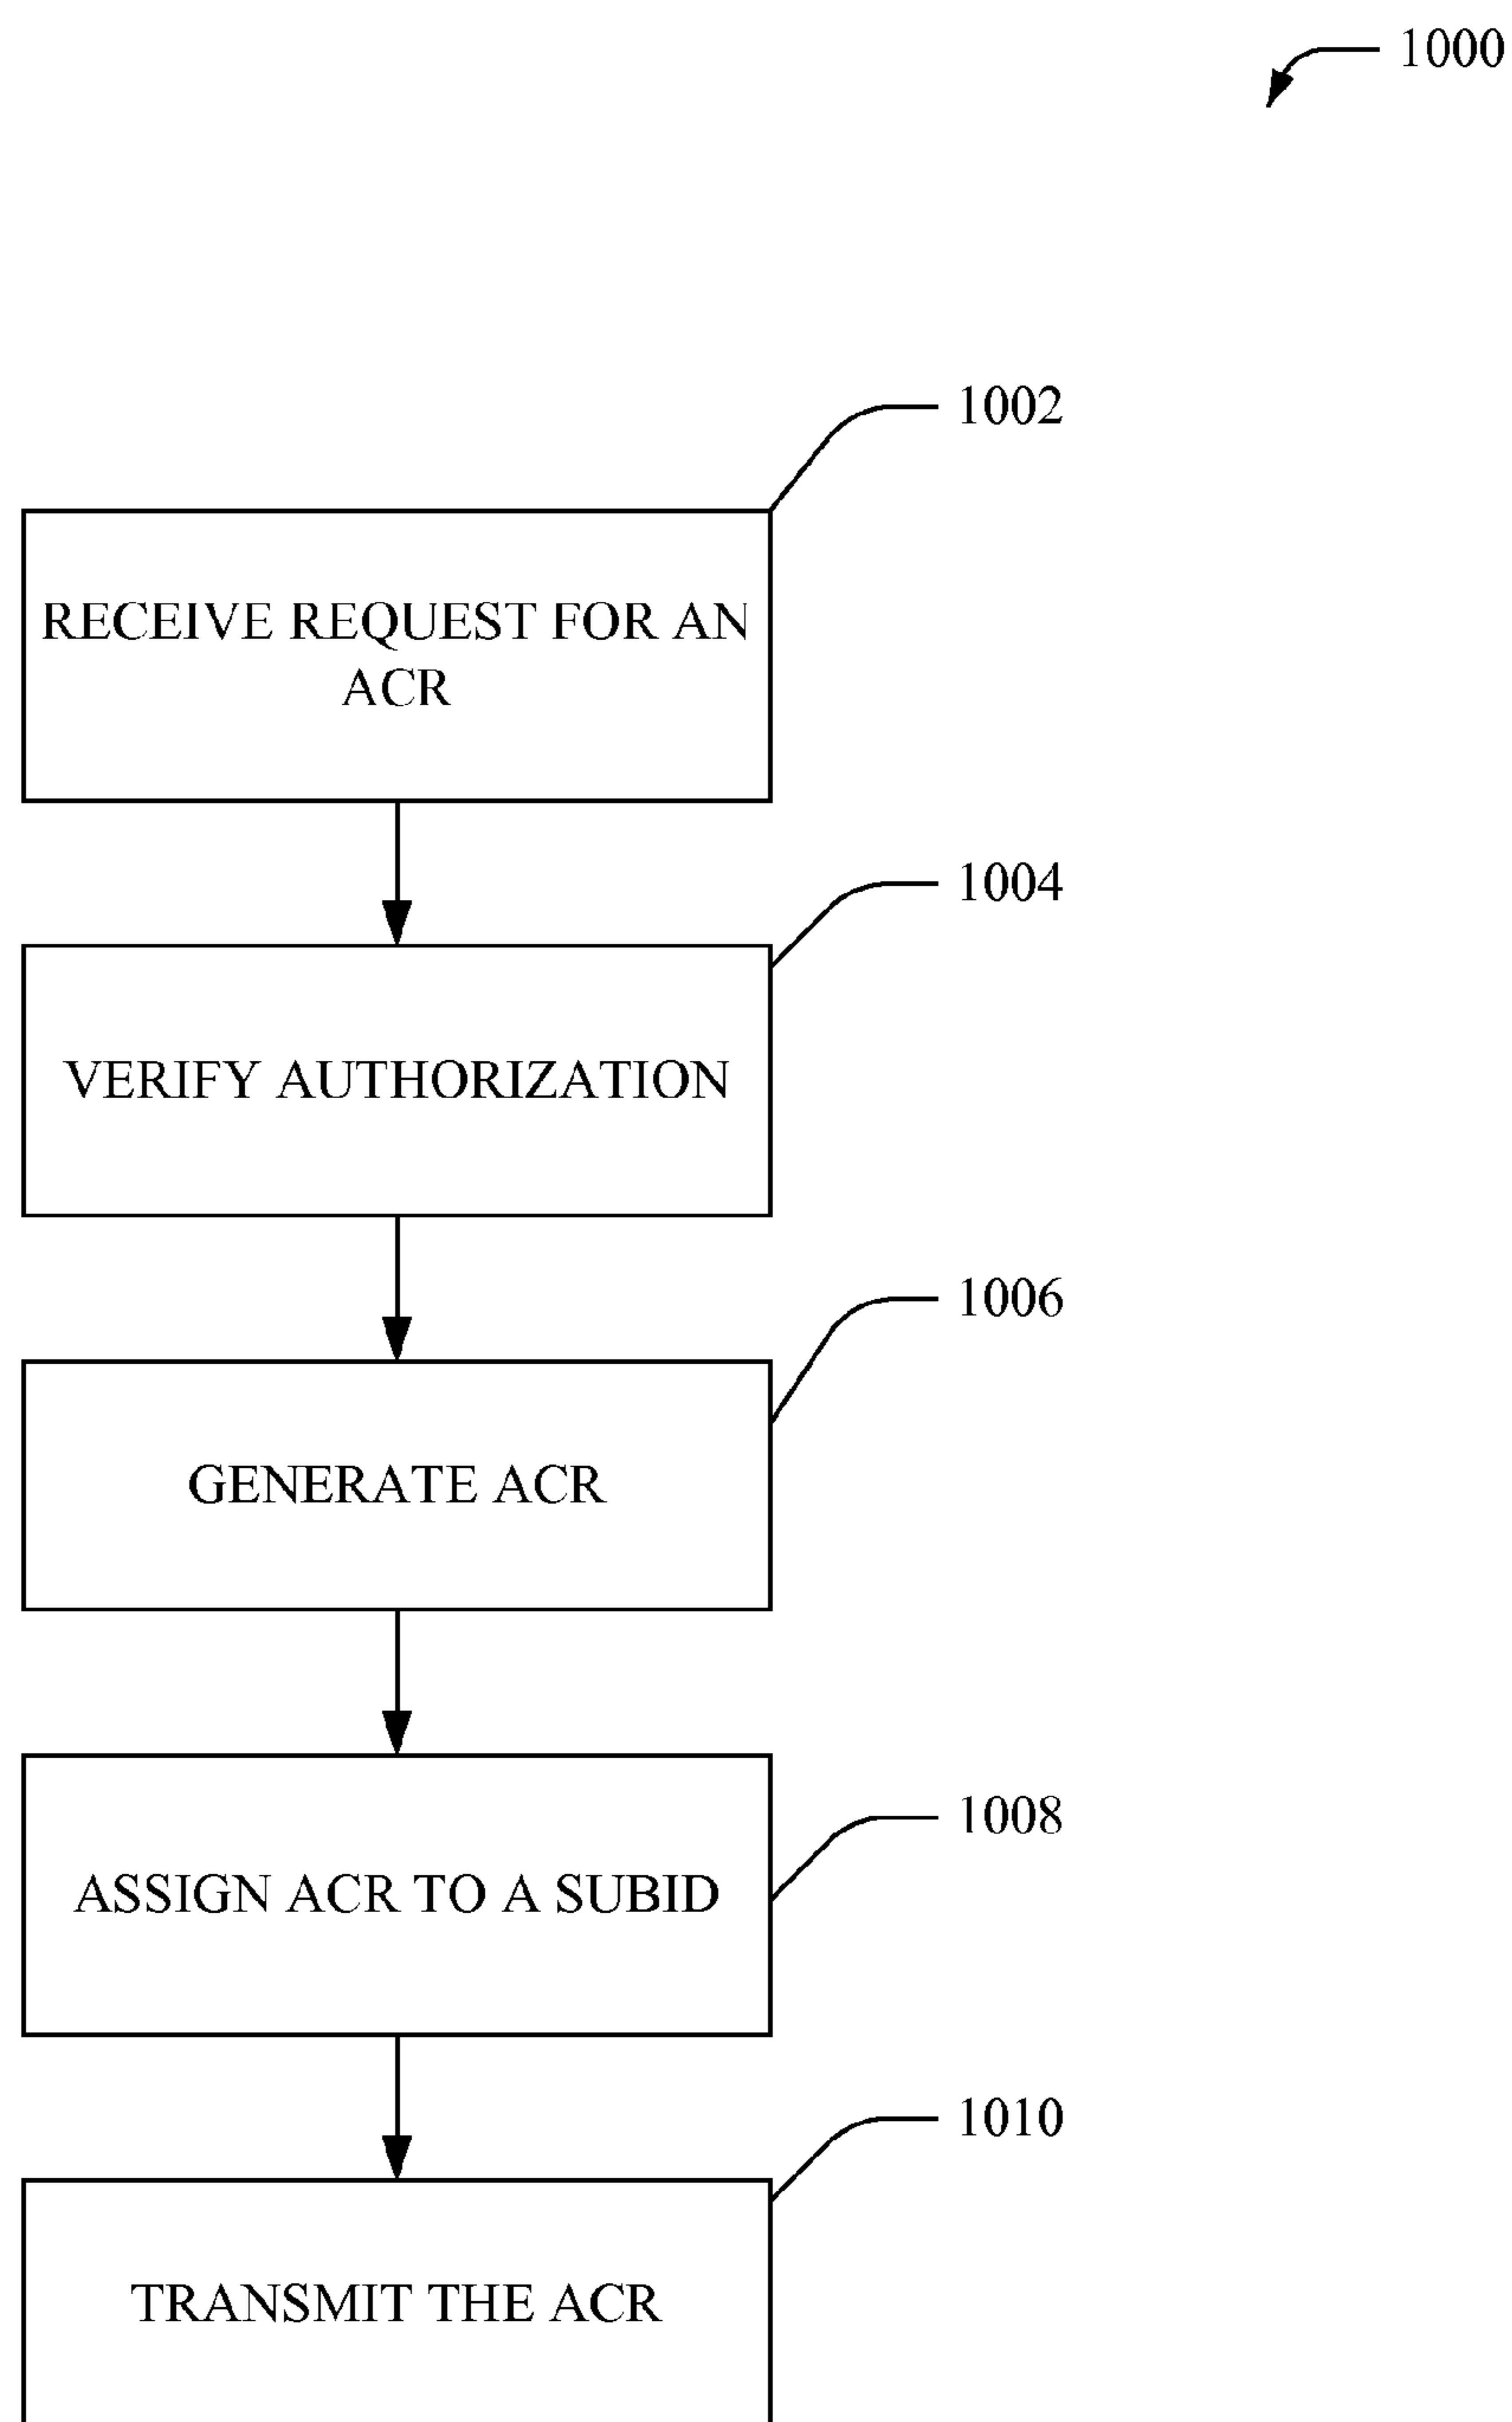 1000
1002
RECEIVE REQUEST FOR AN
ACR
1004
VERIFY AUTHORIZATION
1006
GENERATE ACR
1008
ASSIGN ACR TO A SUBID
1010
TRANSMIT THE ACR